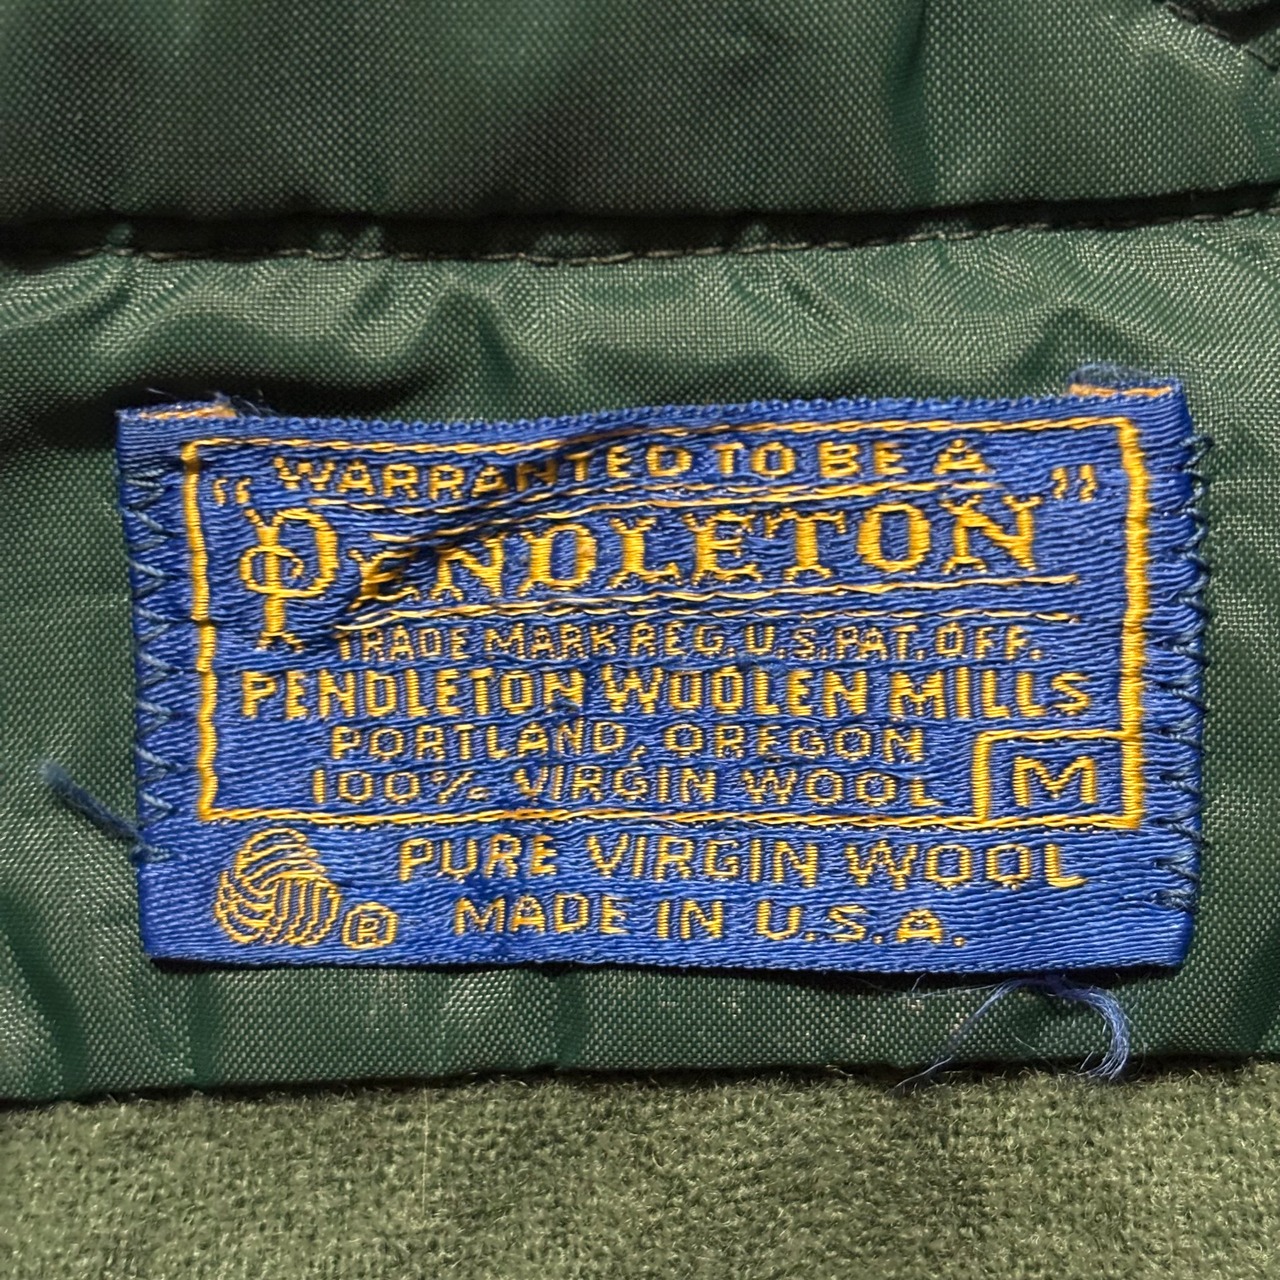 WARRANTED TO BE A
"PENDLETON"
TRADE MARK REG. U.S. PAT. OFF.
PENDLETON WOOLEN MILLS
PORTLAND, OREGON
100% VIRGIN WOOL
M
PURE VIRGIN WOOL
® MADE IN U.S.A.